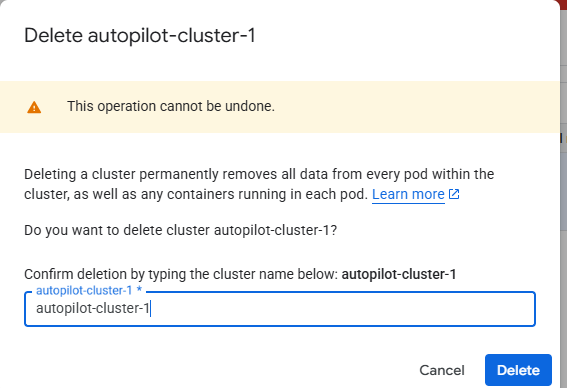 Delete autopilot-cluster-1
This operation cannot be undone.
Deleting a cluster permanently removes all data from every pod within the
cluster, as well as any containers running in each pod. Learn more
Do you want to delete cluster autopilot-cluster-1?
Confirm deletion by typing the cluster name below: autopilot-cluster-1
autopilot-cluster-1 *
autopilot-cluster-1
Cancel Delete